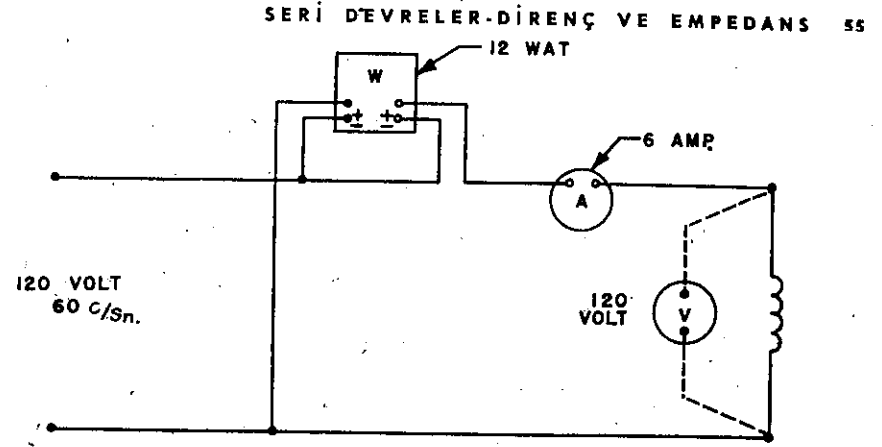 SERİ DEVRELER-DİRENÇ VE EMPEDANS 55
12 WAT
W
+ +
- -
6 AMP.
A
120 VOLT
60 C/Sn.
120
VOLT
V